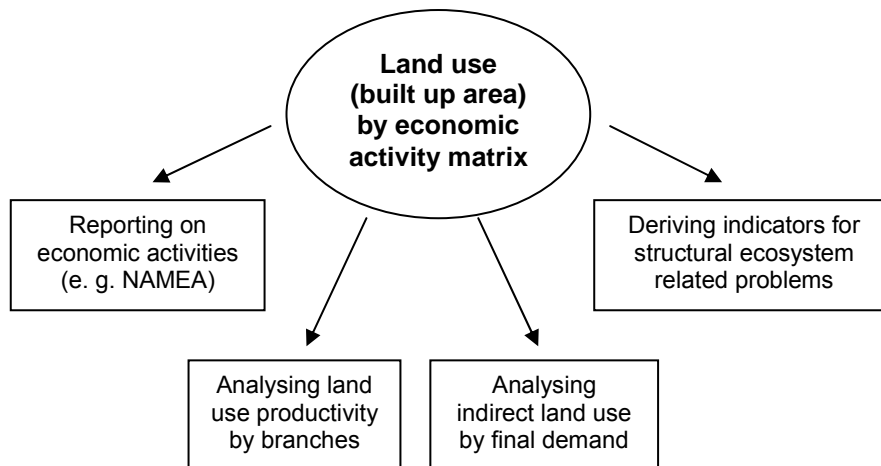 Land use
(built up area)
by economic
activity matrix
Reporting on
economic activities
(e. g. NAMEA)
Deriving indicators for
structural ecosystem
related problems
Analysing land
use productivity
by branches
Analysing
indirect land use
by final demand